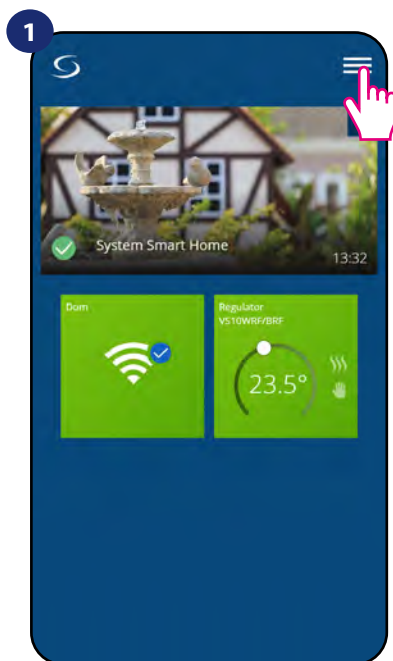 1
System Smart Home
13:32
Dom
Regulator
VS10WRF/BRF
23.5°